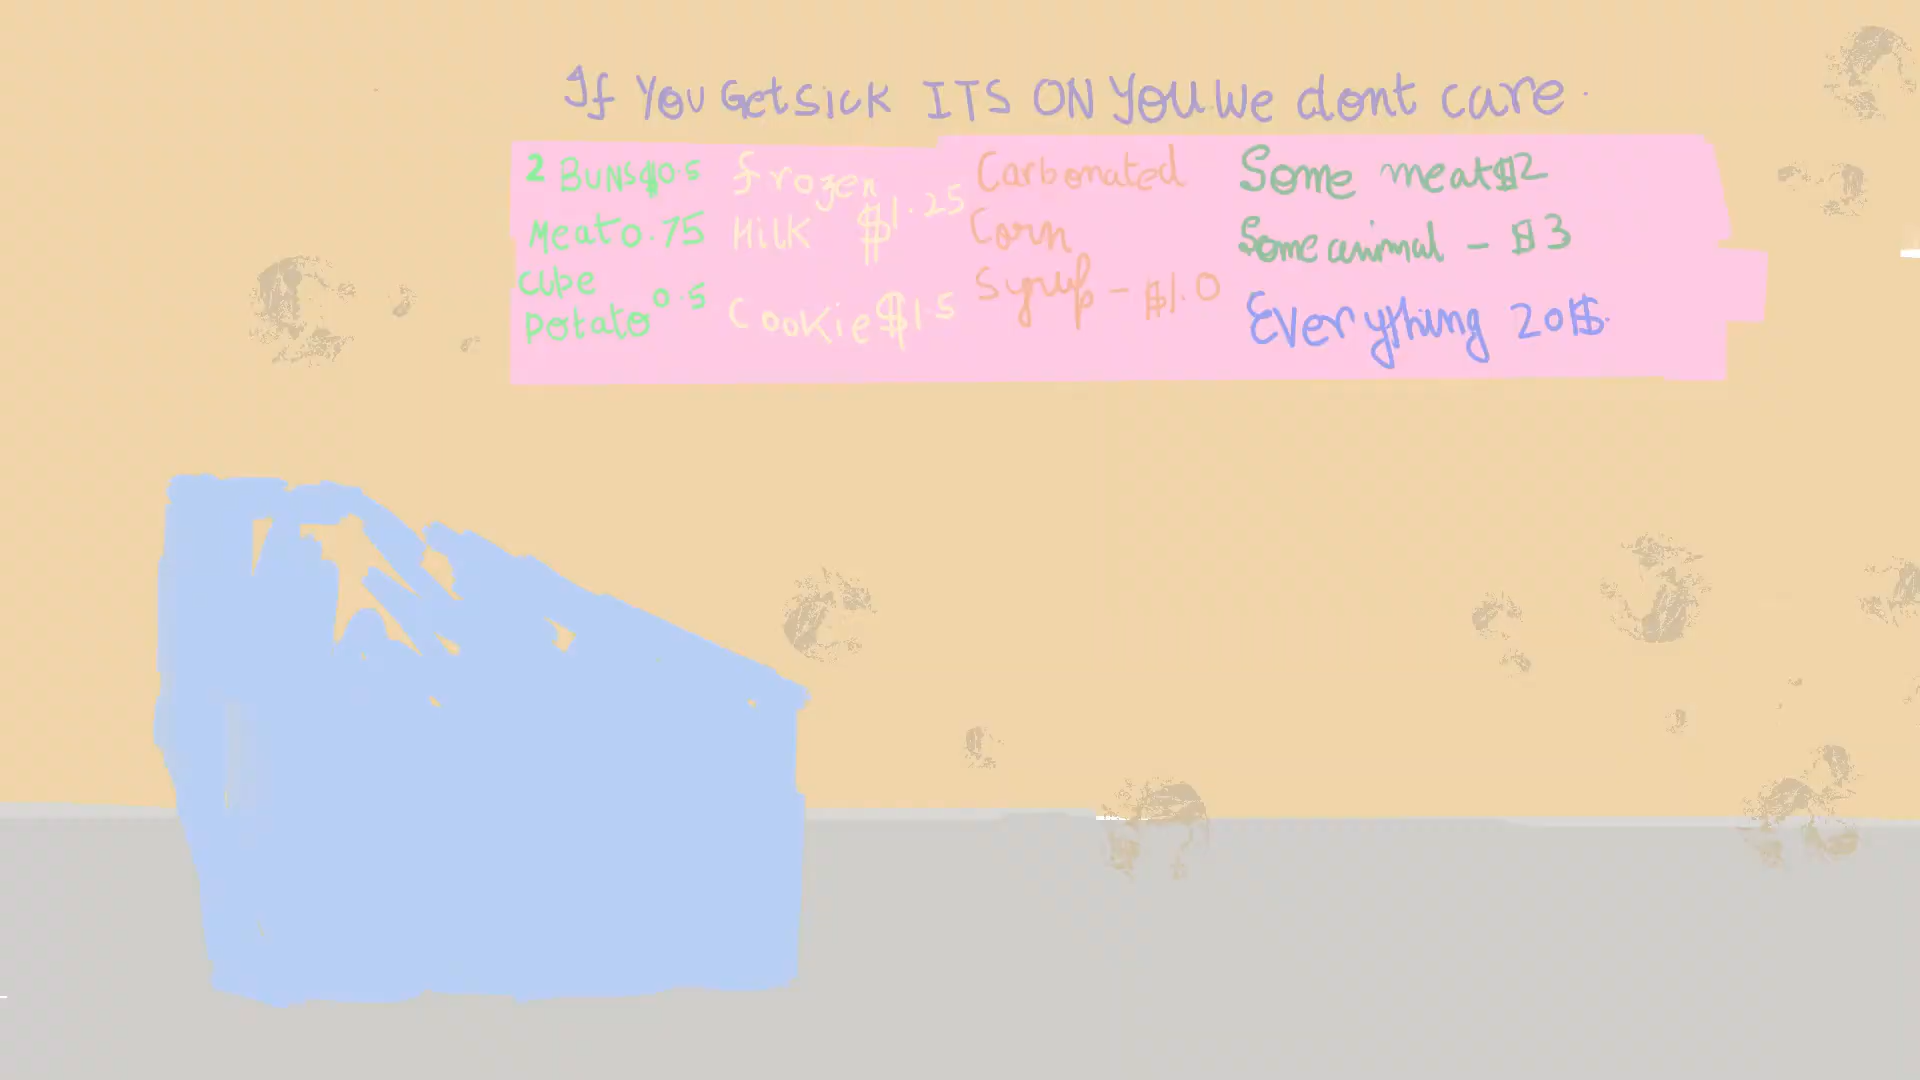 If You Get sick ITS ON YOU We dont care
2 BUNS $0.5
Meat 0.75
Cube
potato 0.5
frozen
MilK $1.25
CooKie $1.5
Carbonated
Corn
Syrup - $1.0
Some meat $2
Some animal - $3
Everything 20$